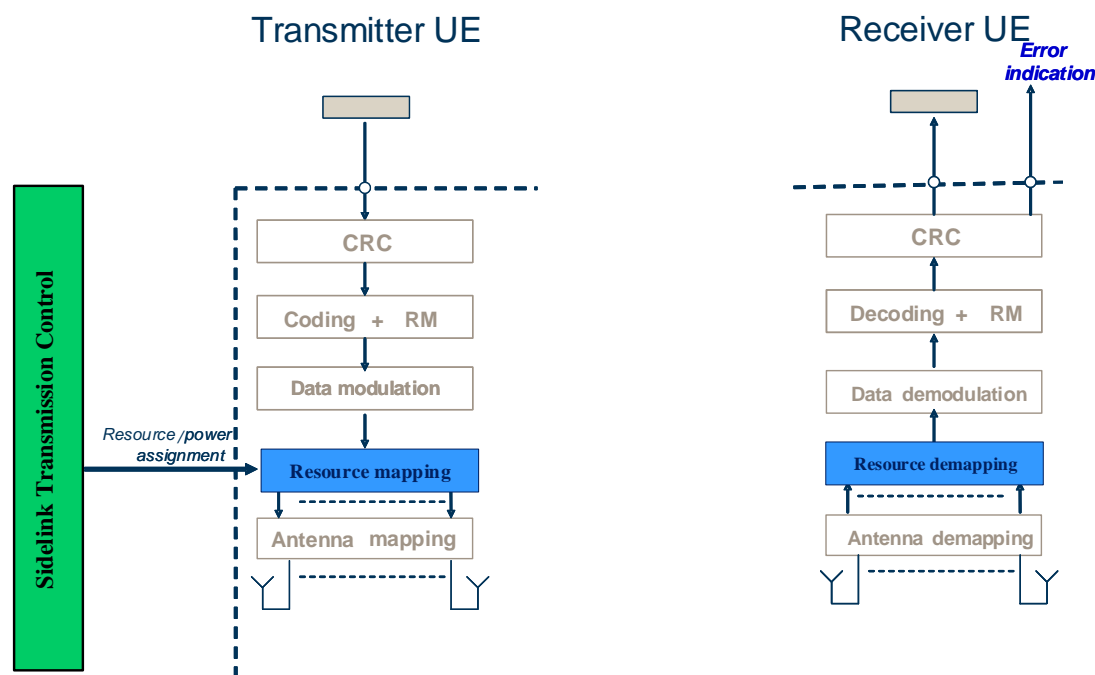 Transmitter UE
Receiver UE
Error
indication
CRC
Coding + RM
Data modulation
Resource/power
assignment
Resource mapping
Antenna mapping
Sidelink Transmission Control
CRC
Decoding + RM
Data demodulation
Resource demapping
Antenna demapping